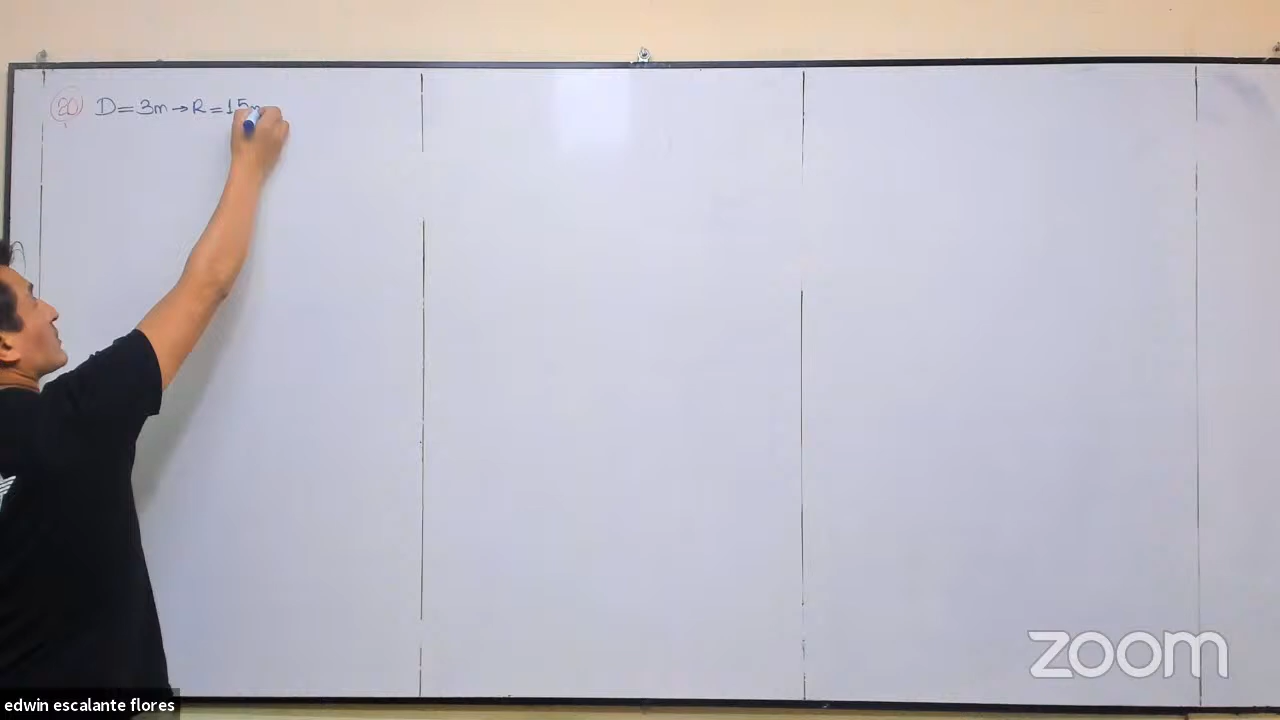 20 D = 3m → R = 1.5m
zoom
edwin escalante flores